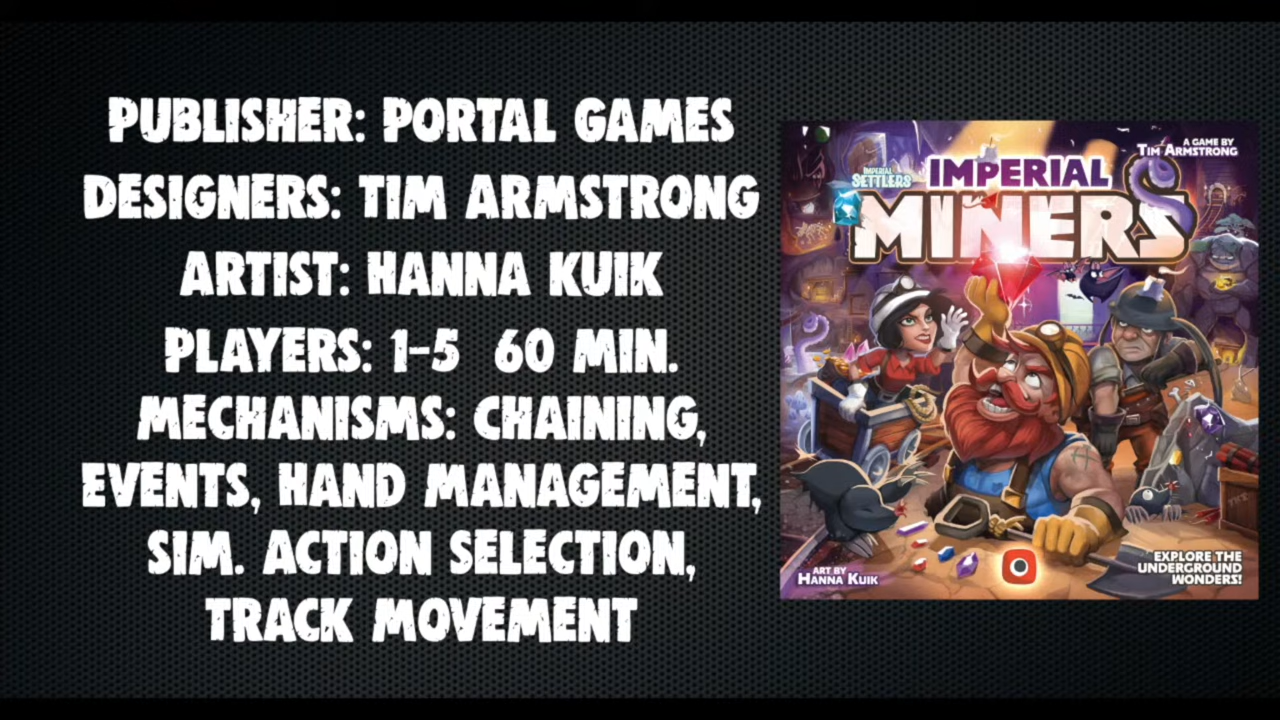 PUBLISHER: PORTAL GAMES
DESIGNERS: TIM ARMSTRONG
ARTIST: HANNA KUIK
PLAYERS: 1-5 60 MIN.
MECHANISMS: CHAINING,
EVENTS, HAND MANAGEMENT,
SIM. ACTION SELECTION,
TRACK MOVEMENT
A GAME BY
TIM ARMSTRONG
IMPERIAL
SETTLERS
IMPERIAL
MINERS
TNT
ART BY
HANNA KUIK
EXPLORE THE
UNDERGROUND
WONDERS!